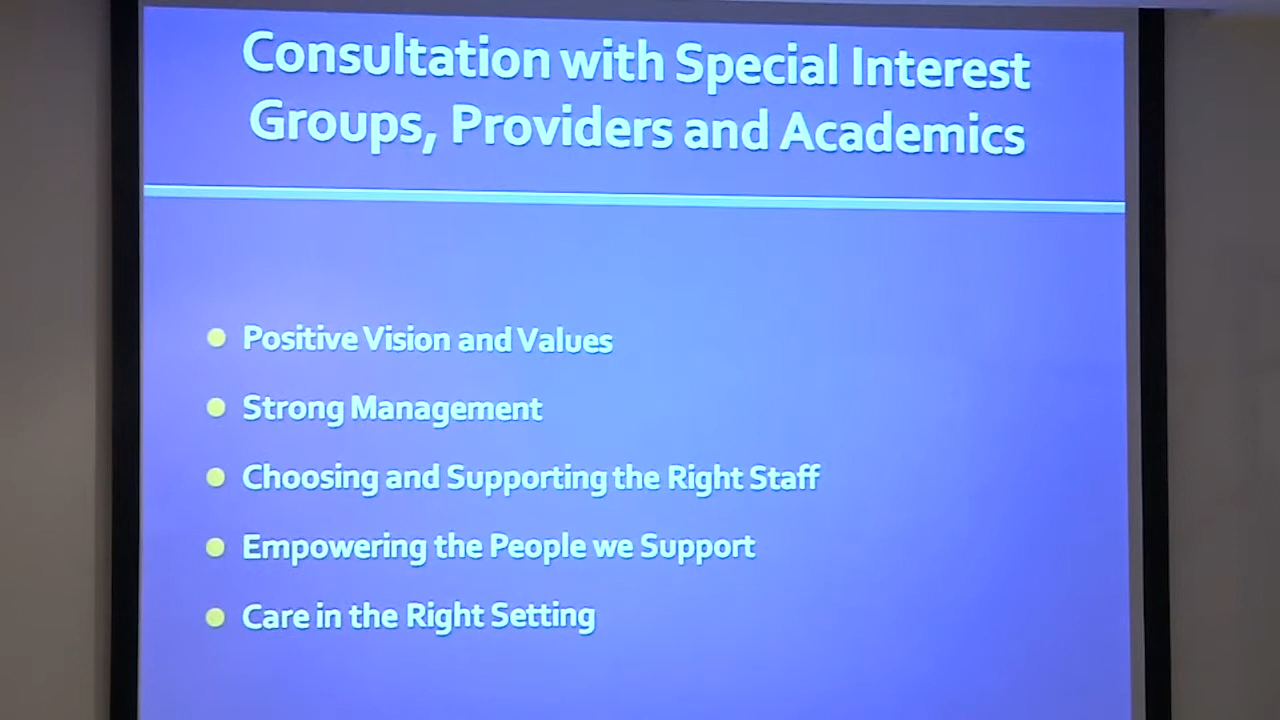 Consultation with Special Interest
Groups, Providers and Academics
Positive Vision and Values
Strong Management
Choosing and Supporting the Right Staff
Empowering the People we Support
Care in the Right Setting